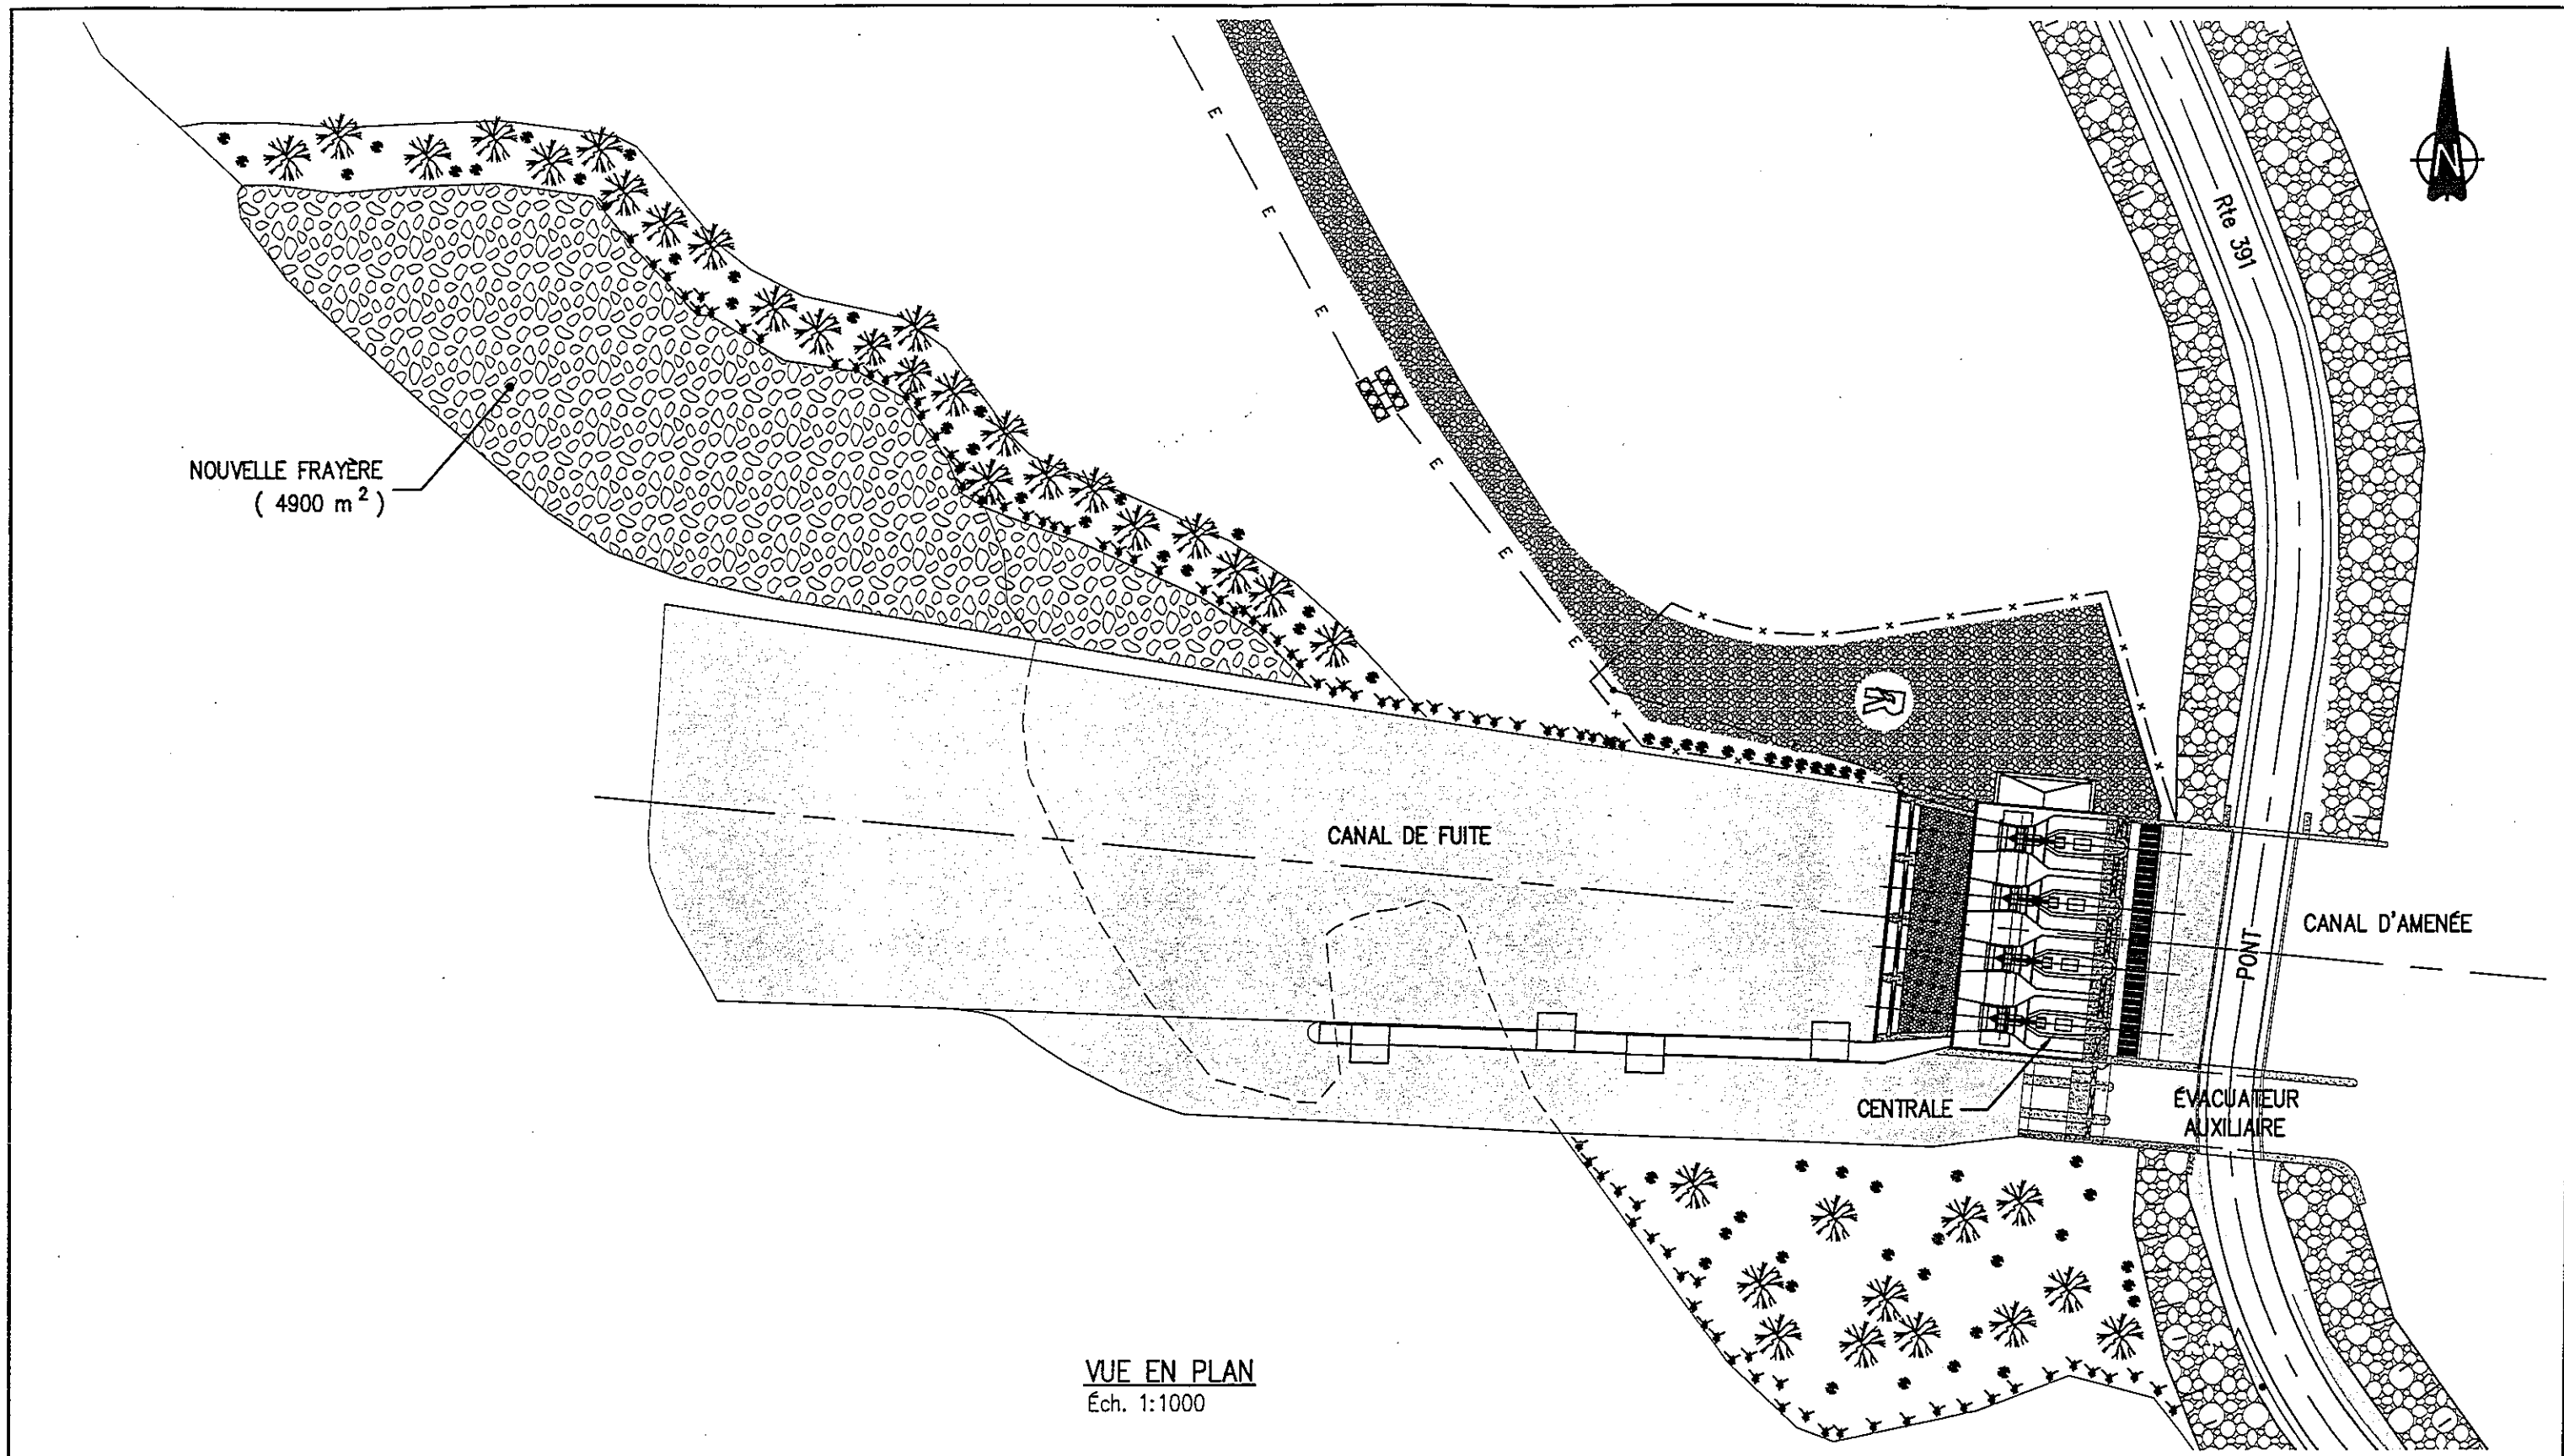 N
Rte 391
NOUVELLE FRAYÈRE
( 4900 m² )
E
E
E
E
E
E
E
E
R
CANAL DE FUITE
CANAL D'AMENÉE
PONT
CENTRALE
ÉVACUATEUR
AUXILIAIRE
VUE EN PLAN
Éch. 1:1000